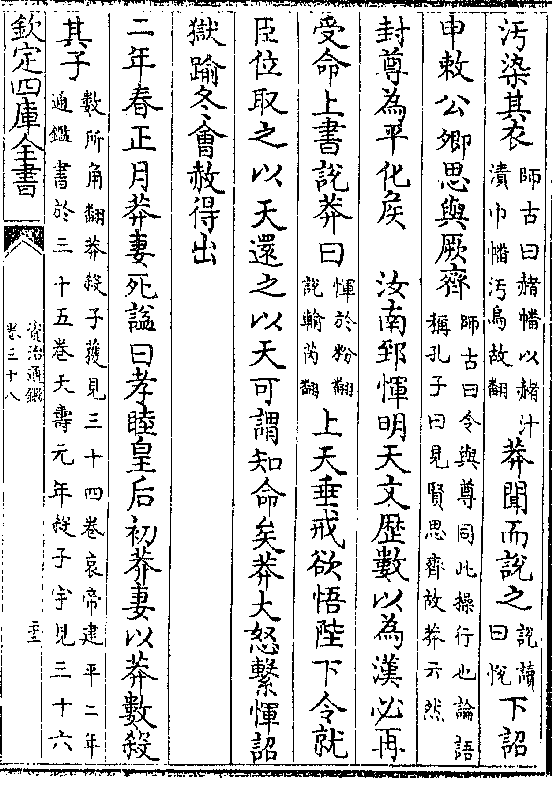 汚染其衣師古曰赭幡以赭汁漬巾幡汚鳥故翻莽聞而說之說讀曰悅下詔
申敕公卿思與厥齊師古曰令與尊同此操行也論語稱孔子曰見賢思齊故莽云然
封尊為平化侯 汝南郅惲明天文歷數以為漢必再
受命上書說莽曰惲於粉翻說輸芮翻上天垂戒欲悟陛下令就
臣位取之以天還之以天可謂知命矣莽大怒繫惲詔
獄踰冬會赦得出
二年春正月莽妻死諡曰孝睦皇后初莽妻以莽數殺
其子數所角翻莽殺子獲見三十四卷哀帝建平二年通鑑書於三十五卷天壽元年殺子宇見三十六
欽定四庫全書
資治通鑑
卷三十八
二十三